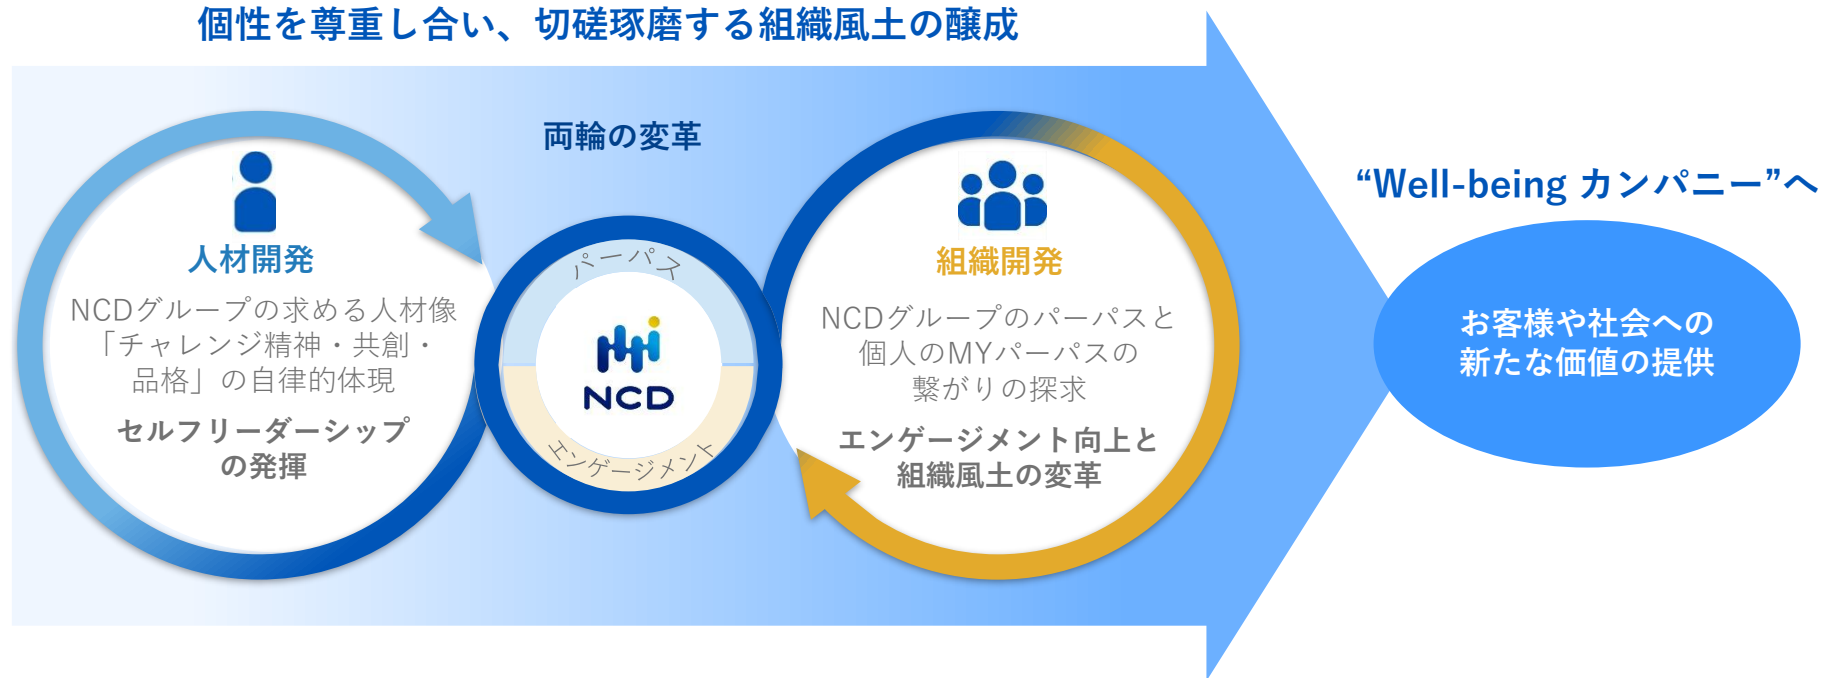 個性を尊重し合い、切磋琢磨する組織風土の醸成
両輪の変革
人材開発
NCDグループの求める人材像
「チャレンジ精神・共創・
品格」の自律的体現
セルフリーダーシップ
の発揮
パーパス
NCD
エンゲージメント
組織開発
NCDグループのパーパスと
個人のMYパーパスの
繋がりの探求
エンゲージメント向上と
組織風土の変革
“Well-being カンパニー”へ
お客様や社会への
新たな価値の提供